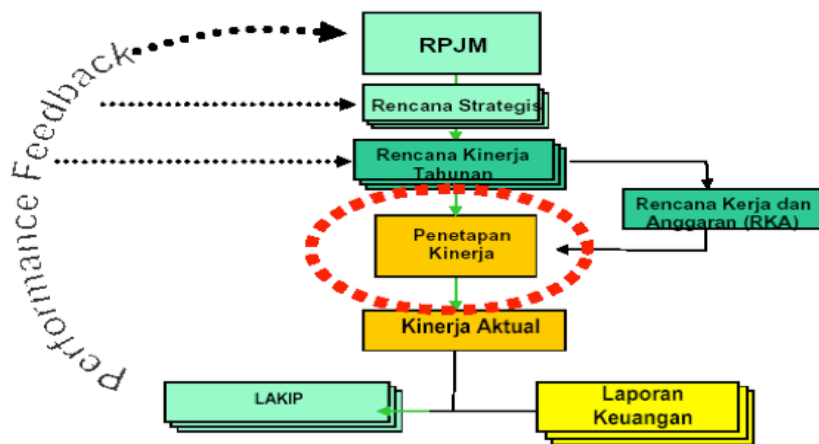 Performance Feedback
RPJM
Rencana Strategis
Rencana Kinerja
Tahunan
Rencana Kerja dan
Anggaran (RKA)
Penetapan
Kinerja
Kinerja Aktual
LAKIP
Laporan
Keuangan